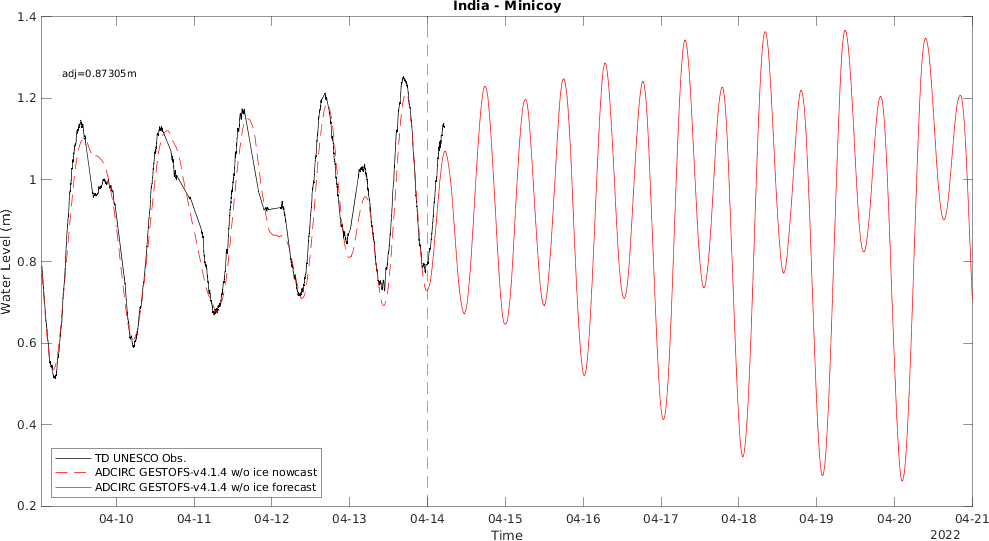 India - Minicoy
adj=0.87305m
Water Level (m)
1.4
1.2
1
0.8
0.6
0.4
0.2
TD UNESCO Obs.
ADCIRC GESTOFS-v4.1.4 w/o ice nowcast
ADCIRC GESTOFS-v4.1.4 w/o ice forecast
04-10 04-11 04-12 04-13 04-14 04-15 04-16 04-17 04-18 04-19 04-20 04-21
Time
2022